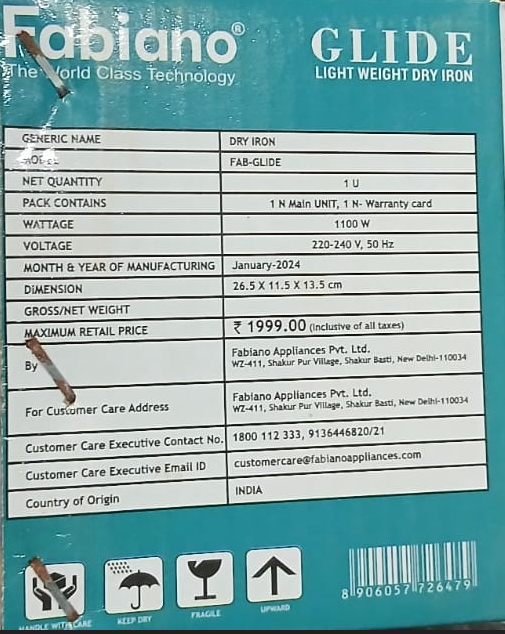 Fabiano®
The World Class Technology
GLIDE
LIGHT WEIGHT DRY IRON
GENERIC NAME DRY IRON
MODEL FAB-GLIDE
NET QUANTITY 1 U
PACK CONTAINS 1 N Main UNIT, 1 N- Warranty card
WATTAGE 1100 W
VOLTAGE 220-240 V, 50 Hz
MONTH & YEAR OF MANUFACTURING January-2024
DIMENSION 26.5 X 11.5 X 13.5 cm
GROSS/NET WEIGHT
MAXIMUM RETAIL PRICE ₹ 1999.00 (inclusive of all taxes)
By Fabiano Appliances Pvt. Ltd.
WZ-411, Shakur Pur Village, Shakur Basti, New Delhi-110034
For Customer Care Address Fabiano Appliances Pvt. Ltd.
WZ-411, Shakur Pur Village, Shakur Basti, New Delhi-110034
Customer Care Executive Contact No. 1800 112 333, 9136446820/21
Customer Care Executive Email ID customercare@fabianoappliances.com
Country of Origin INDIA
HANDLE WITH CARE
KEEP DRY
FRAGILE
UPWARD
8 906057 726479